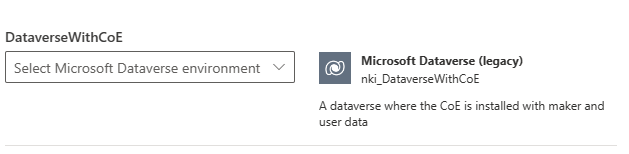 DataverseWithCoE
Select Microsoft Dataverse environment
Microsoft Dataverse (legacy)
nki_DataverseWithCoE
A dataverse where the CoE is installed with maker and
user data